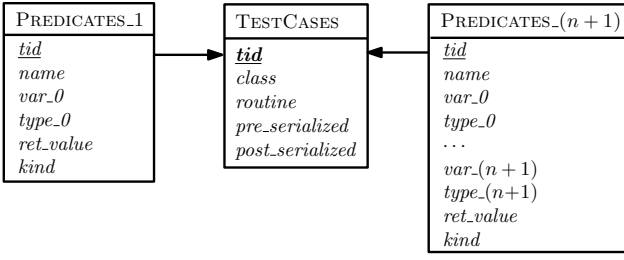 PREDICATES_1
tid
name
var_0
type_0
ret_value
kind
TESTCASES
tid
class
routine
pre_serialized
post_serialized
PREDICATES_(n + 1)
tid
name
var_0
type_0
...
var_(n + 1)
type_(n+1)
ret_value
kind